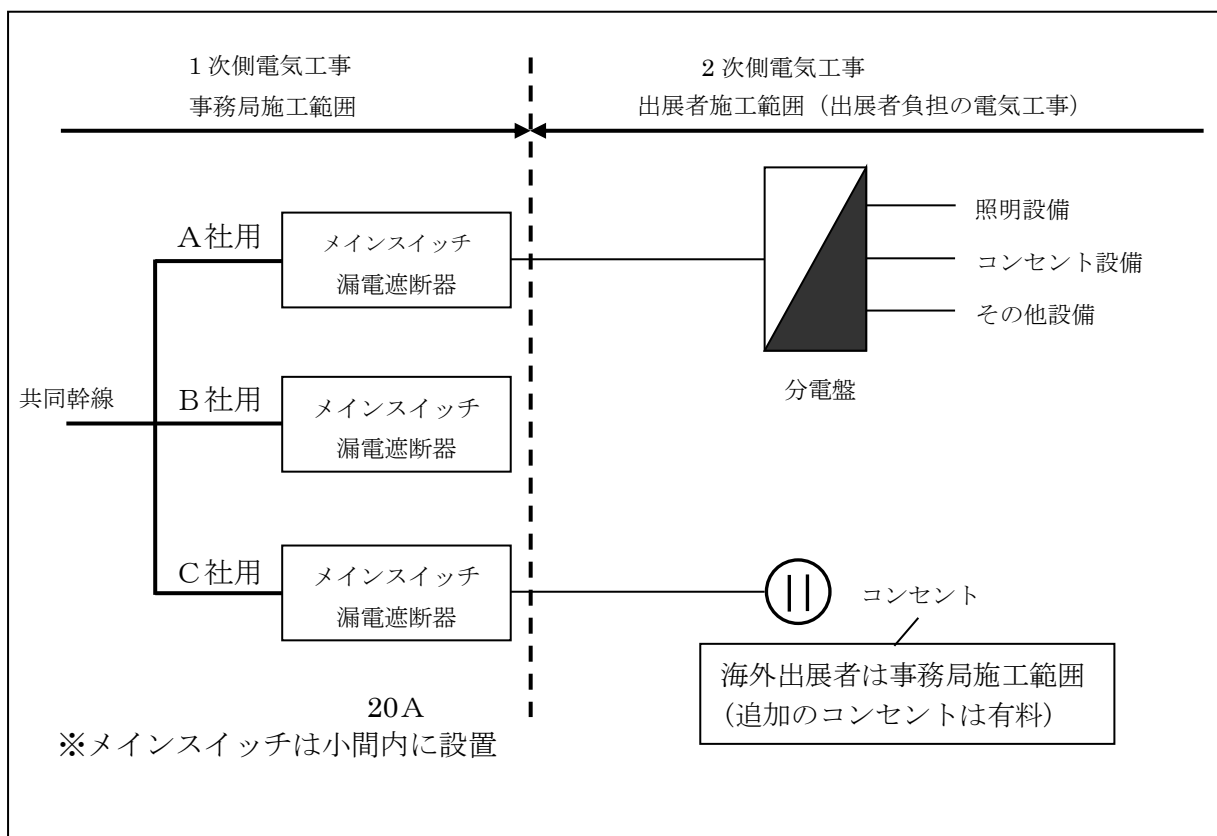 1 次側電気工事
事務局施工範囲
2 次側電気工事
出展者施工範囲（出展者負担の電気工事）
共同幹線
A社用
メインスイッチ
漏電遮断器
照明設備
コンセント設備
その他設備
分電盤
B社用
メインスイッチ
漏電遮断器
C社用
メインスイッチ
漏電遮断器
コンセント
海外出展者は事務局施工範囲
（追加のコンセントは有料）
20A
※メインスイッチは小間内に設置